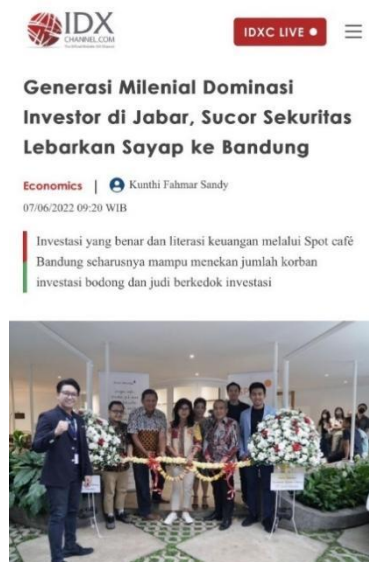 IDX
CHANNEL.COM
IDXC LIVE
Generasi Milenial Dominasi
Investor di Jabar, Sucor Sekuritas
Lebarkan Sayap ke Bandung
Economics | Kunthi Fahmar Sandy
07/06/2022 09:20 WIB
Investasi yang benar dan literasi keuangan melalui Spot café
Bandung seharusnya mampu menekan jumlah korban
investasi bodong dan judi berkedok investasi